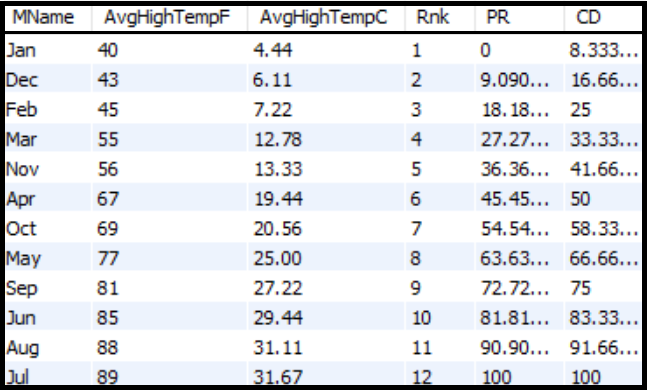 MName AvgHighTempF AvgHighTempC Rnk PR CD
Jan 40 4.44 1 0 8.333...
Dec 43 6.11 2 9.090... 16.66...
Feb 45 7.22 3 18.18... 25
Mar 55 12.78 4 27.27... 33.33...
Nov 56 13.33 5 36.36... 41.66...
Apr 67 19.44 6 45.45... 50
Oct 69 20.56 7 54.54... 58.33...
May 77 25.00 8 63.63... 66.66...
Sep 81 27.22 9 72.72... 75
Jun 85 29.44 10 81.81... 83.33...
Aug 88 31.11 11 90.90... 91.66...
Jul 89 31.67 12 100 100